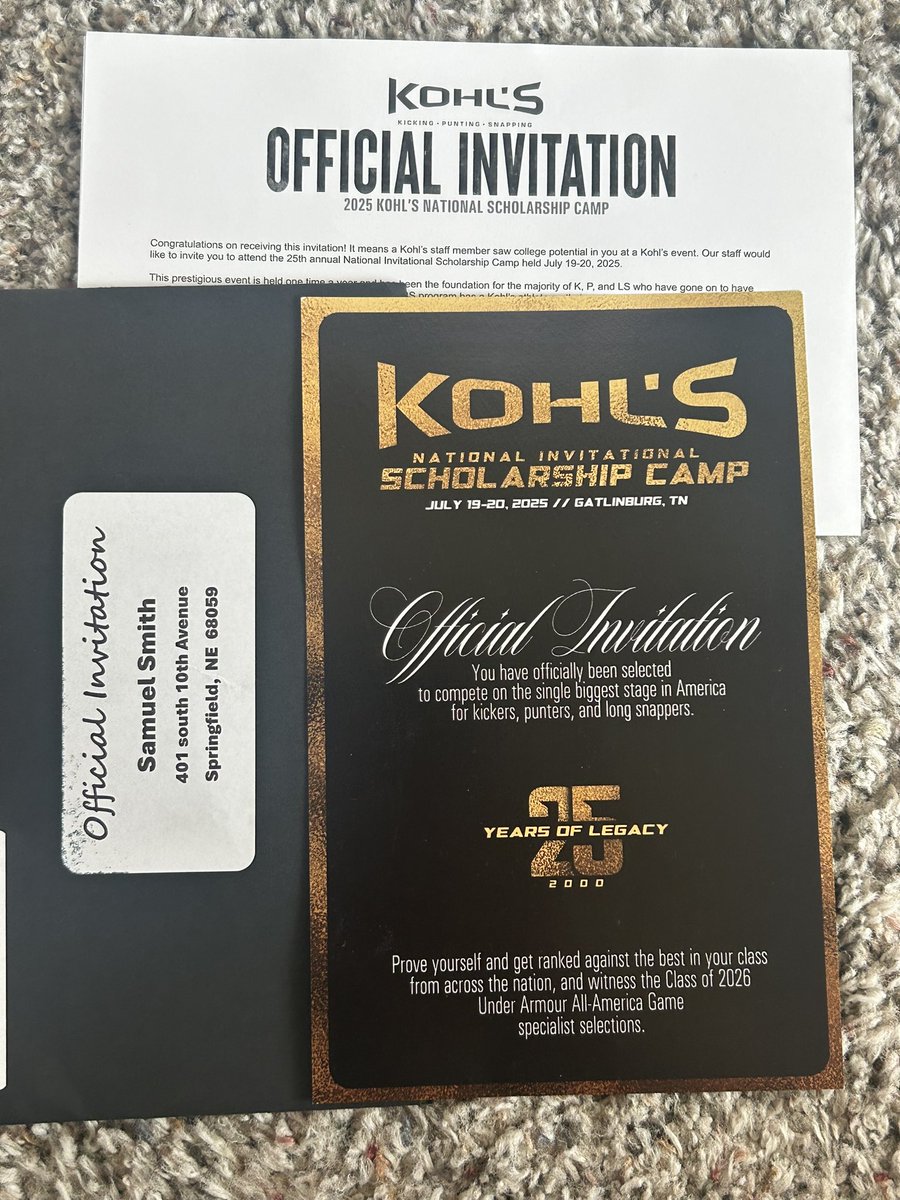 KOHL'S
KICKING · PUNTING · SNAPPING
OFFICIAL INVITATION
2025 KOHL'S NATIONAL SCHOLARSHIP CAMP
Congratulations on receiving this invitation! It means a Kohl's staff member saw college potential in you at a Kohl's event. Our staff would
like to invite you to attend the 25th annual National Invitational Scholarship Camp held July 19-20, 2025.
This prestigious event is held one time a year and has been the foundation for the majority of K, P, and LS who have gone on to have
Official Invitation
Samuel Smith
401 south 10th Avenue
Springfield, NE 68059
KOHL'S
NATIONAL INVITATIONAL
SCHOLARSHIP CAMP
JULY 19-20, 2025 // GATLINBURG, TN
Official Invitation
You have officially been selected
to compete on the single biggest stage in America
for kickers, punters, and long snappers.
25
YEARS OF LEGACY
2000
Prove yourself and get ranked against the best in your class
from across the nation, and witness the Class of 2026
Under Armour All-America Game
specialist selections.